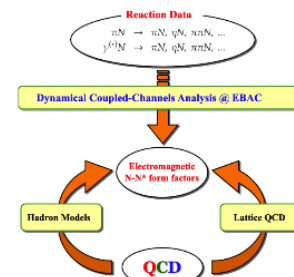 Reaction Data
πN → πN, ηN, ππN, ...
γ(*)N → πN, ηN, ππN, ...
Dynamical Coupled-Channels Analysis @ EBAC
Electromagnetic
N-N* form factors
Hadron Models
Lattice QCD
QCD